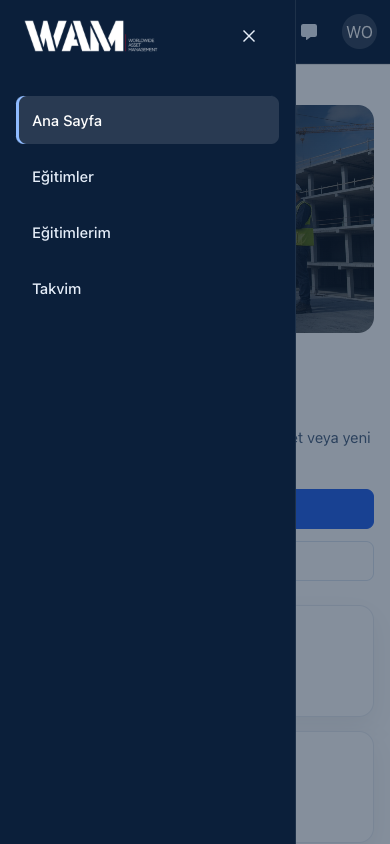 WAM
WORLDWIDE
ASSET
MANAGEMENT
WO
Ana Sayfa
Eğitimler
Eğitimlerim
Takvim
et veya yeni